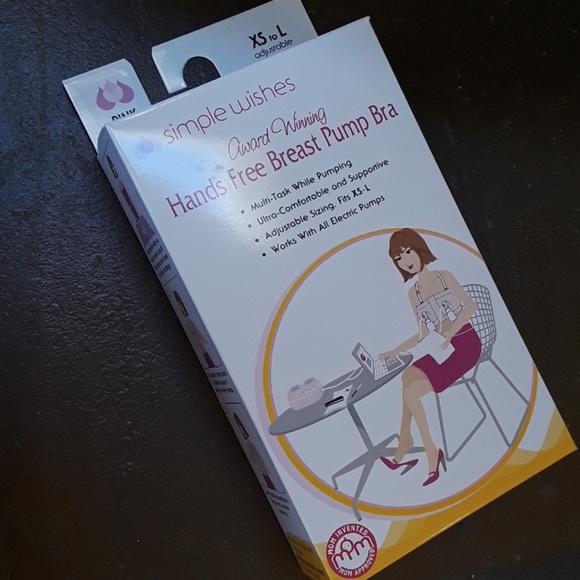 XS to L
adjustable
PINK
simple wishes
Award Winning
Hands Free Breast Pump Bra
• Multi-Task While Pumping
• Ultra-Comfortable and Supportive
• Adjustable Sizing. Fits XS-L
• Works With All Electric Pumps
MOM INVENTED
MOM
MOM APPROVED